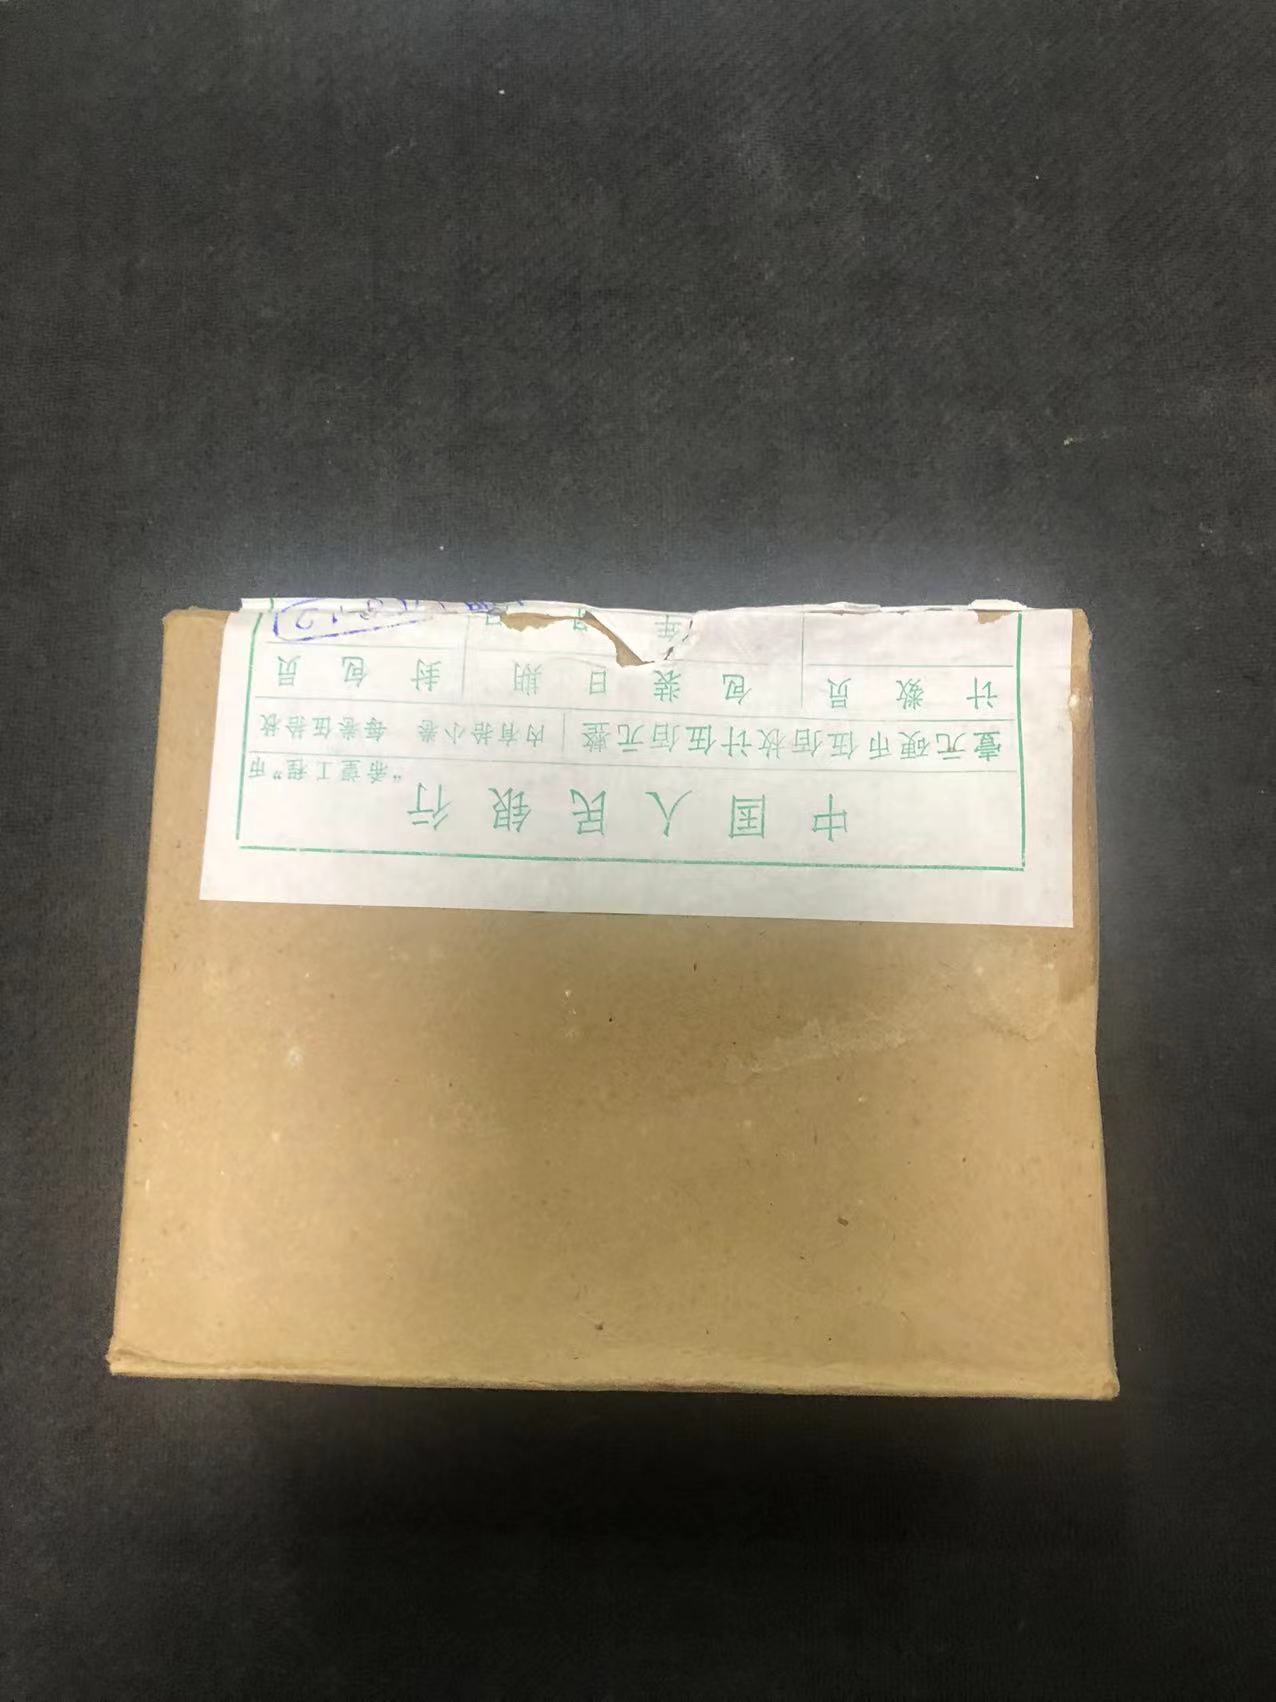 中国人民银行
“希望工程”币
壹元硬币伍佰枚计伍佰元整 内有拾小卷 每卷伍拾枚
计数员 包装日期 封包员
年 月